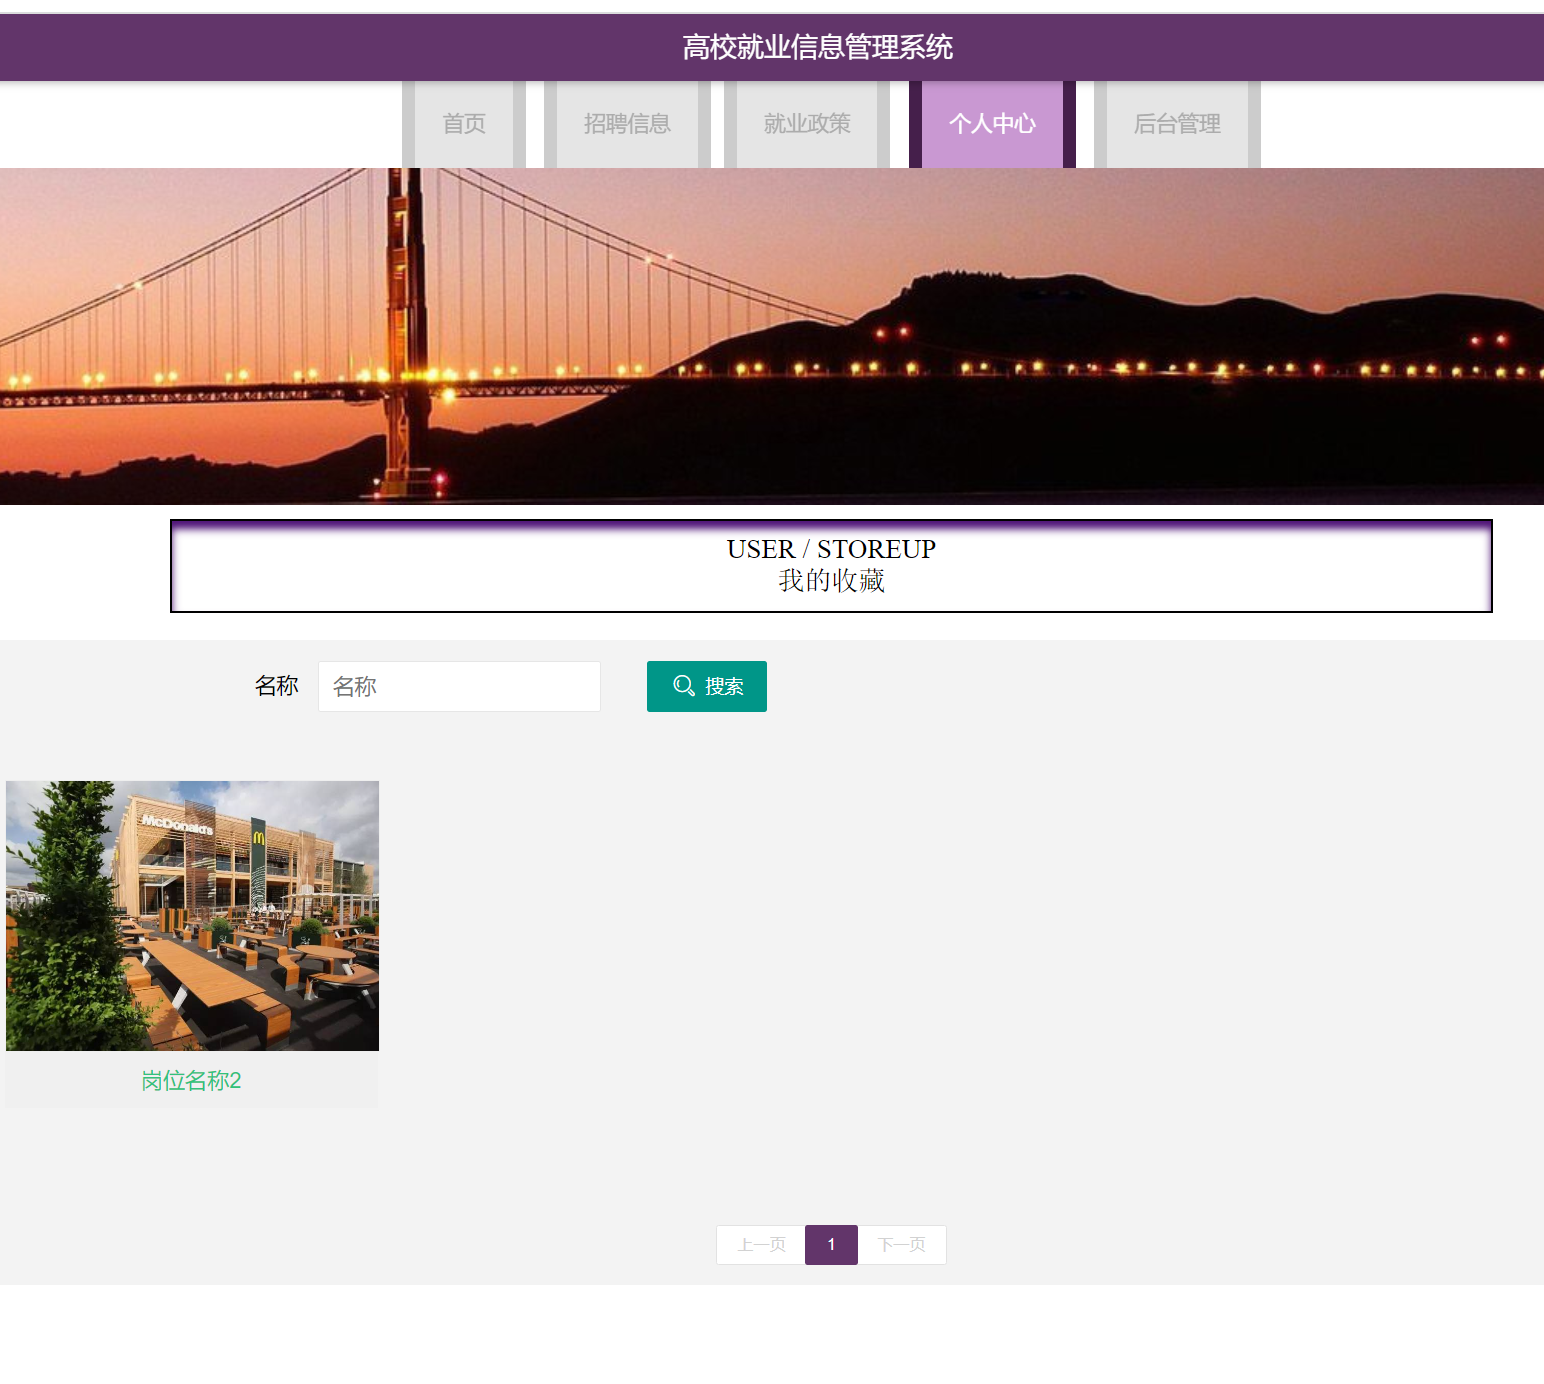 高校就业信息管理系统
首页 招聘信息 就业政策 个人中心 后台管理
USER / STOREUP
我的收藏
名称 名称 搜索
McDonald's
岗位名称2
上一页 1 下一页